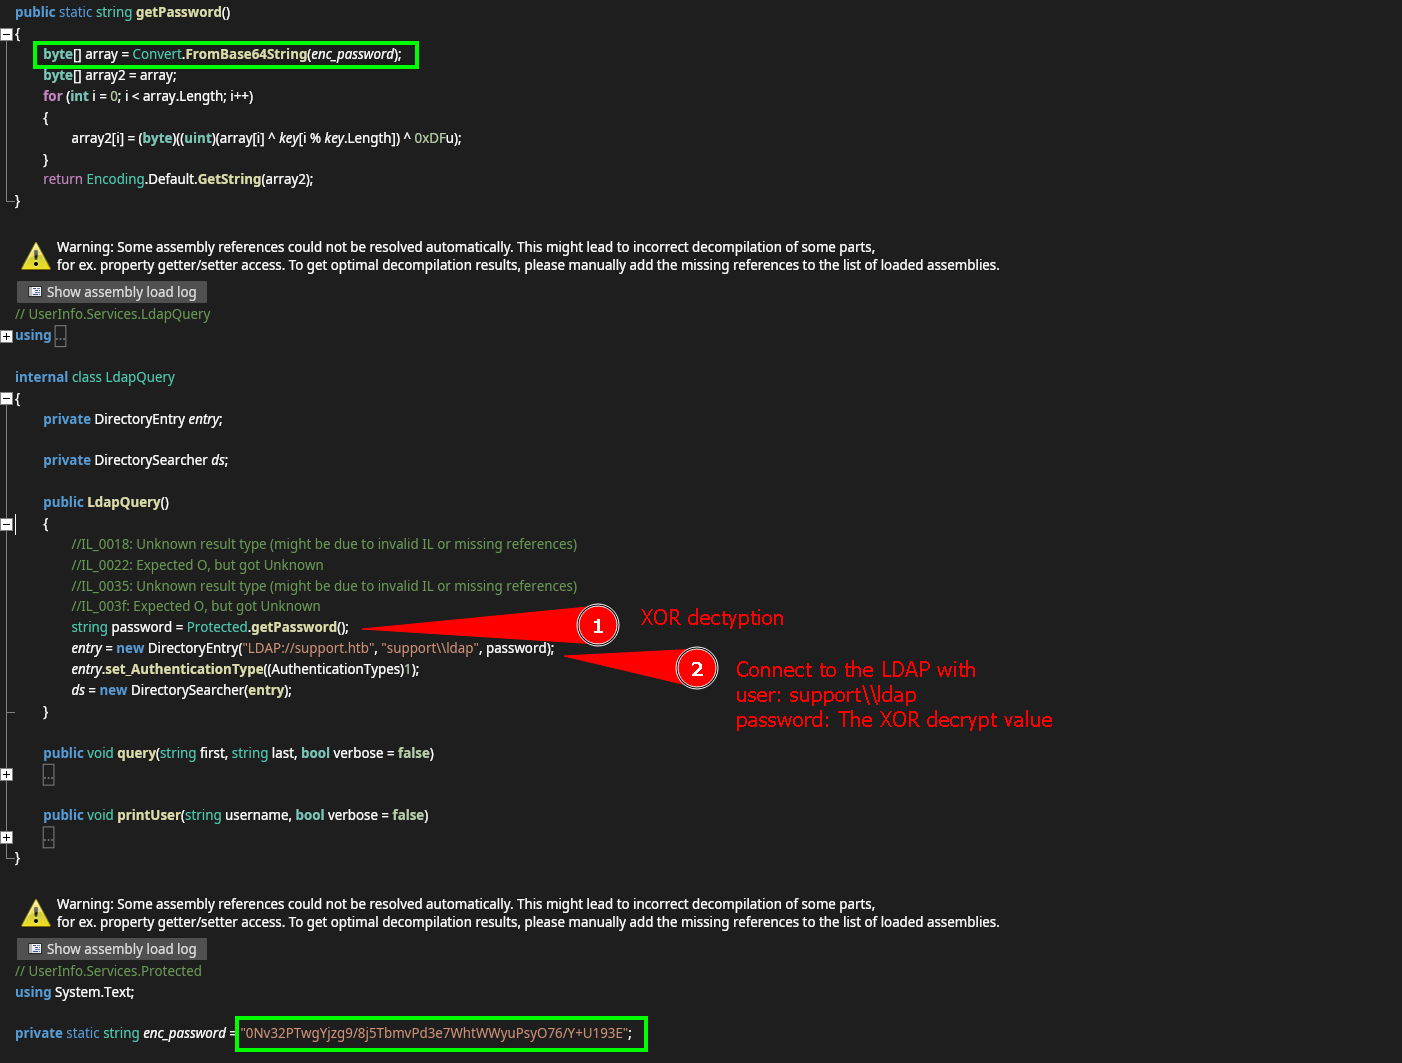 public static string getPassword()
{
byte[] array = Convert.FromBase64String(enc_password);
byte[] array2 = array;
for (int i = 0; i < array.Length; i++)
{
array2[i] = (byte)((uint)(array[i] ^ key[i % key.Length]) ^ 0xDFu);
}
return Encoding.Default.GetString(array2);
}
Warning: Some assembly references could not be resolved automatically. This might lead to incorrect decompilation of some parts,
for ex. property getter/setter access. To get optimal decompilation results, please manually add the missing references to the list of loaded assemblies.
Show assembly load log
// UserInfo.Services.LdapQuery
using ...
internal class LdapQuery
{
private DirectoryEntry entry;
private DirectorySearcher ds;
public LdapQuery()
{
//IL_0018: Unknown result type (might be due to invalid IL or missing references)
//IL_0022: Expected O, but got Unknown
//IL_0035: Unknown result type (might be due to invalid IL or missing references)
//IL_003f: Expected O, but got Unknown
string password = Protected.getPassword();
1 XOR dectyption
entry = new DirectoryEntry("LDAP://support.htb", "support\\ldap", password);
entry.set_AuthenticationType((AuthenticationTypes)1);
ds = new DirectorySearcher(entry);
2 Connect to the LDAP with
user: support\\ldap
password: The XOR decrypt value
}
public void query(string first, string last, bool verbose = false)
...
public void printUser(string username, bool verbose = false)
...
}
Warning: Some assembly references could not be resolved automatically. This might lead to incorrect decompilation of some parts,
for ex. property getter/setter access. To get optimal decompilation results, please manually add the missing references to the list of loaded assemblies.
Show assembly load log
// UserInfo.Services.Protected
using System.Text;
private static string enc_password = "0Nv32PTwgYjzg9/8j5TbmvPd3e7WhtWWyuPsyO76/Y+U193E";